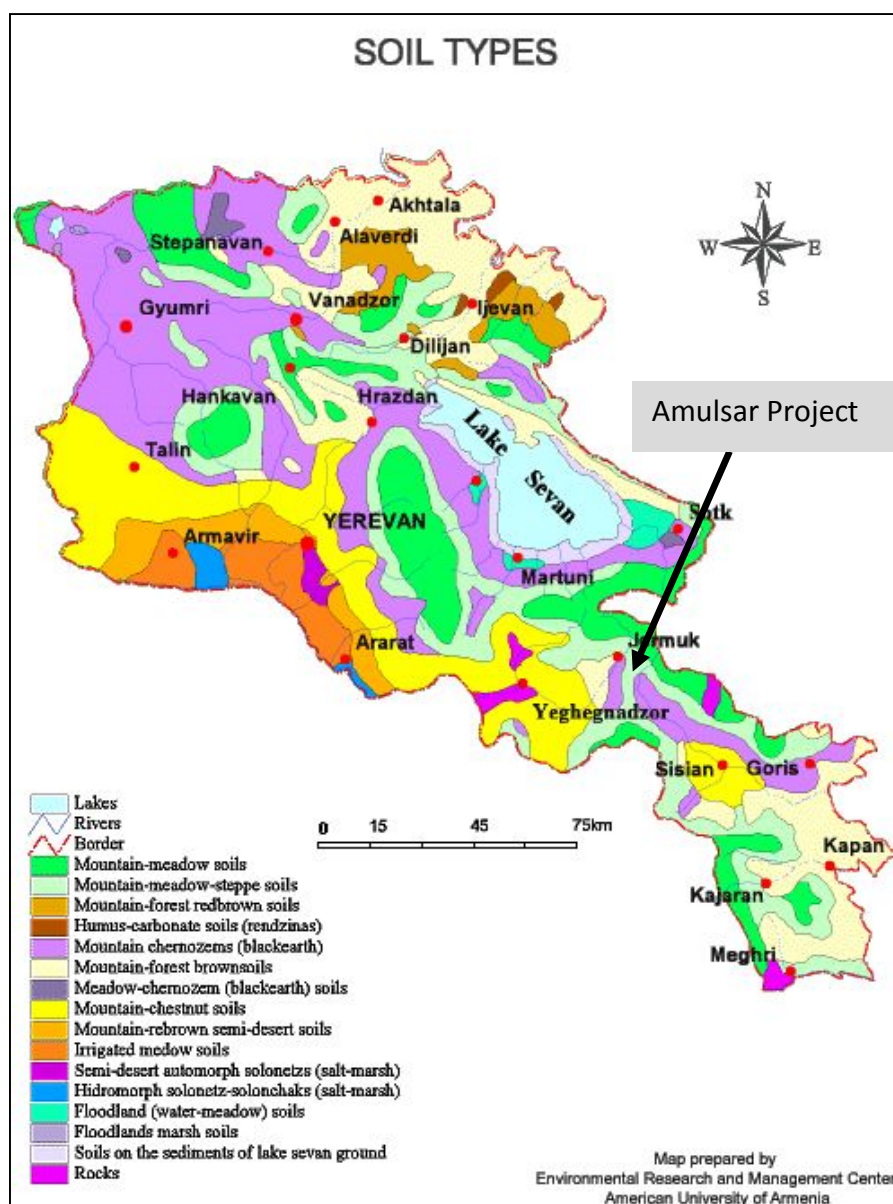 SOIL TYPES
N
W E
S
Akhtala
Alaverdi
Stepanavan
Gyumri
Vanadzor
Ijevan
Dilijan
Hankavan
Hrazdan
Amulsar Project
Lake
Sevan
Talin
Sotk
Armavir
YEREVAN
Martuni
Ararat
Jermuk
Yeghegnadzor
Sisian
Goris
Kapan
Kajaran
Meghri
0 15 45 75km
Lakes
Rivers
Border
Mountain-meadow soils
Mountain-meadow-steppe soils
Mountain-forest redbrown soils
Humus-carbonate soils (rendzinas)
Mountain chernozems (blackearth)
Mountain-forest brownsoils
Meadow-chernozem (blackearth) soils
Mountain-chestnut soils
Mountain-rebrown semi-desert soils
Irrigated medow soils
Semi-desert automorph solonetzs (salt-marsh)
Hidromorph solonetz-solonchaks (salt-marsh)
Floodland (water-meadow) soils
Floodlands marsh soils
Soils on the sediments of lake sevan ground
Rocks
Map prepared by
Environmental Research and Management Center
American University of Armenia